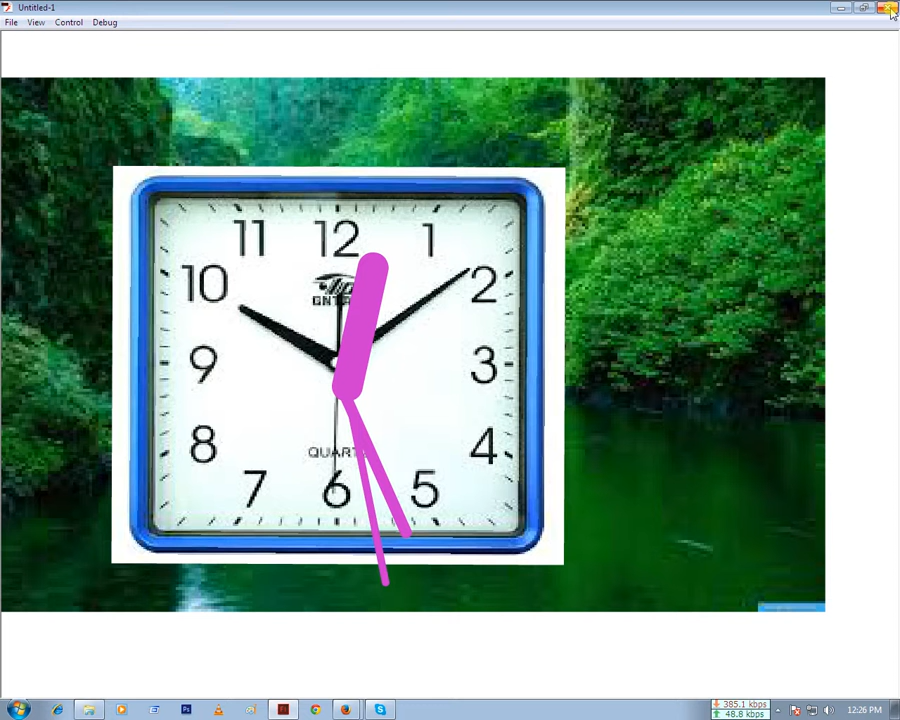 Untitled-1
File View Control Debug
11 12 1
10 2
GNT
9 3
8 4
QUART
7 6 5
385.1 kbps
48.8 kbps
12:26 PM